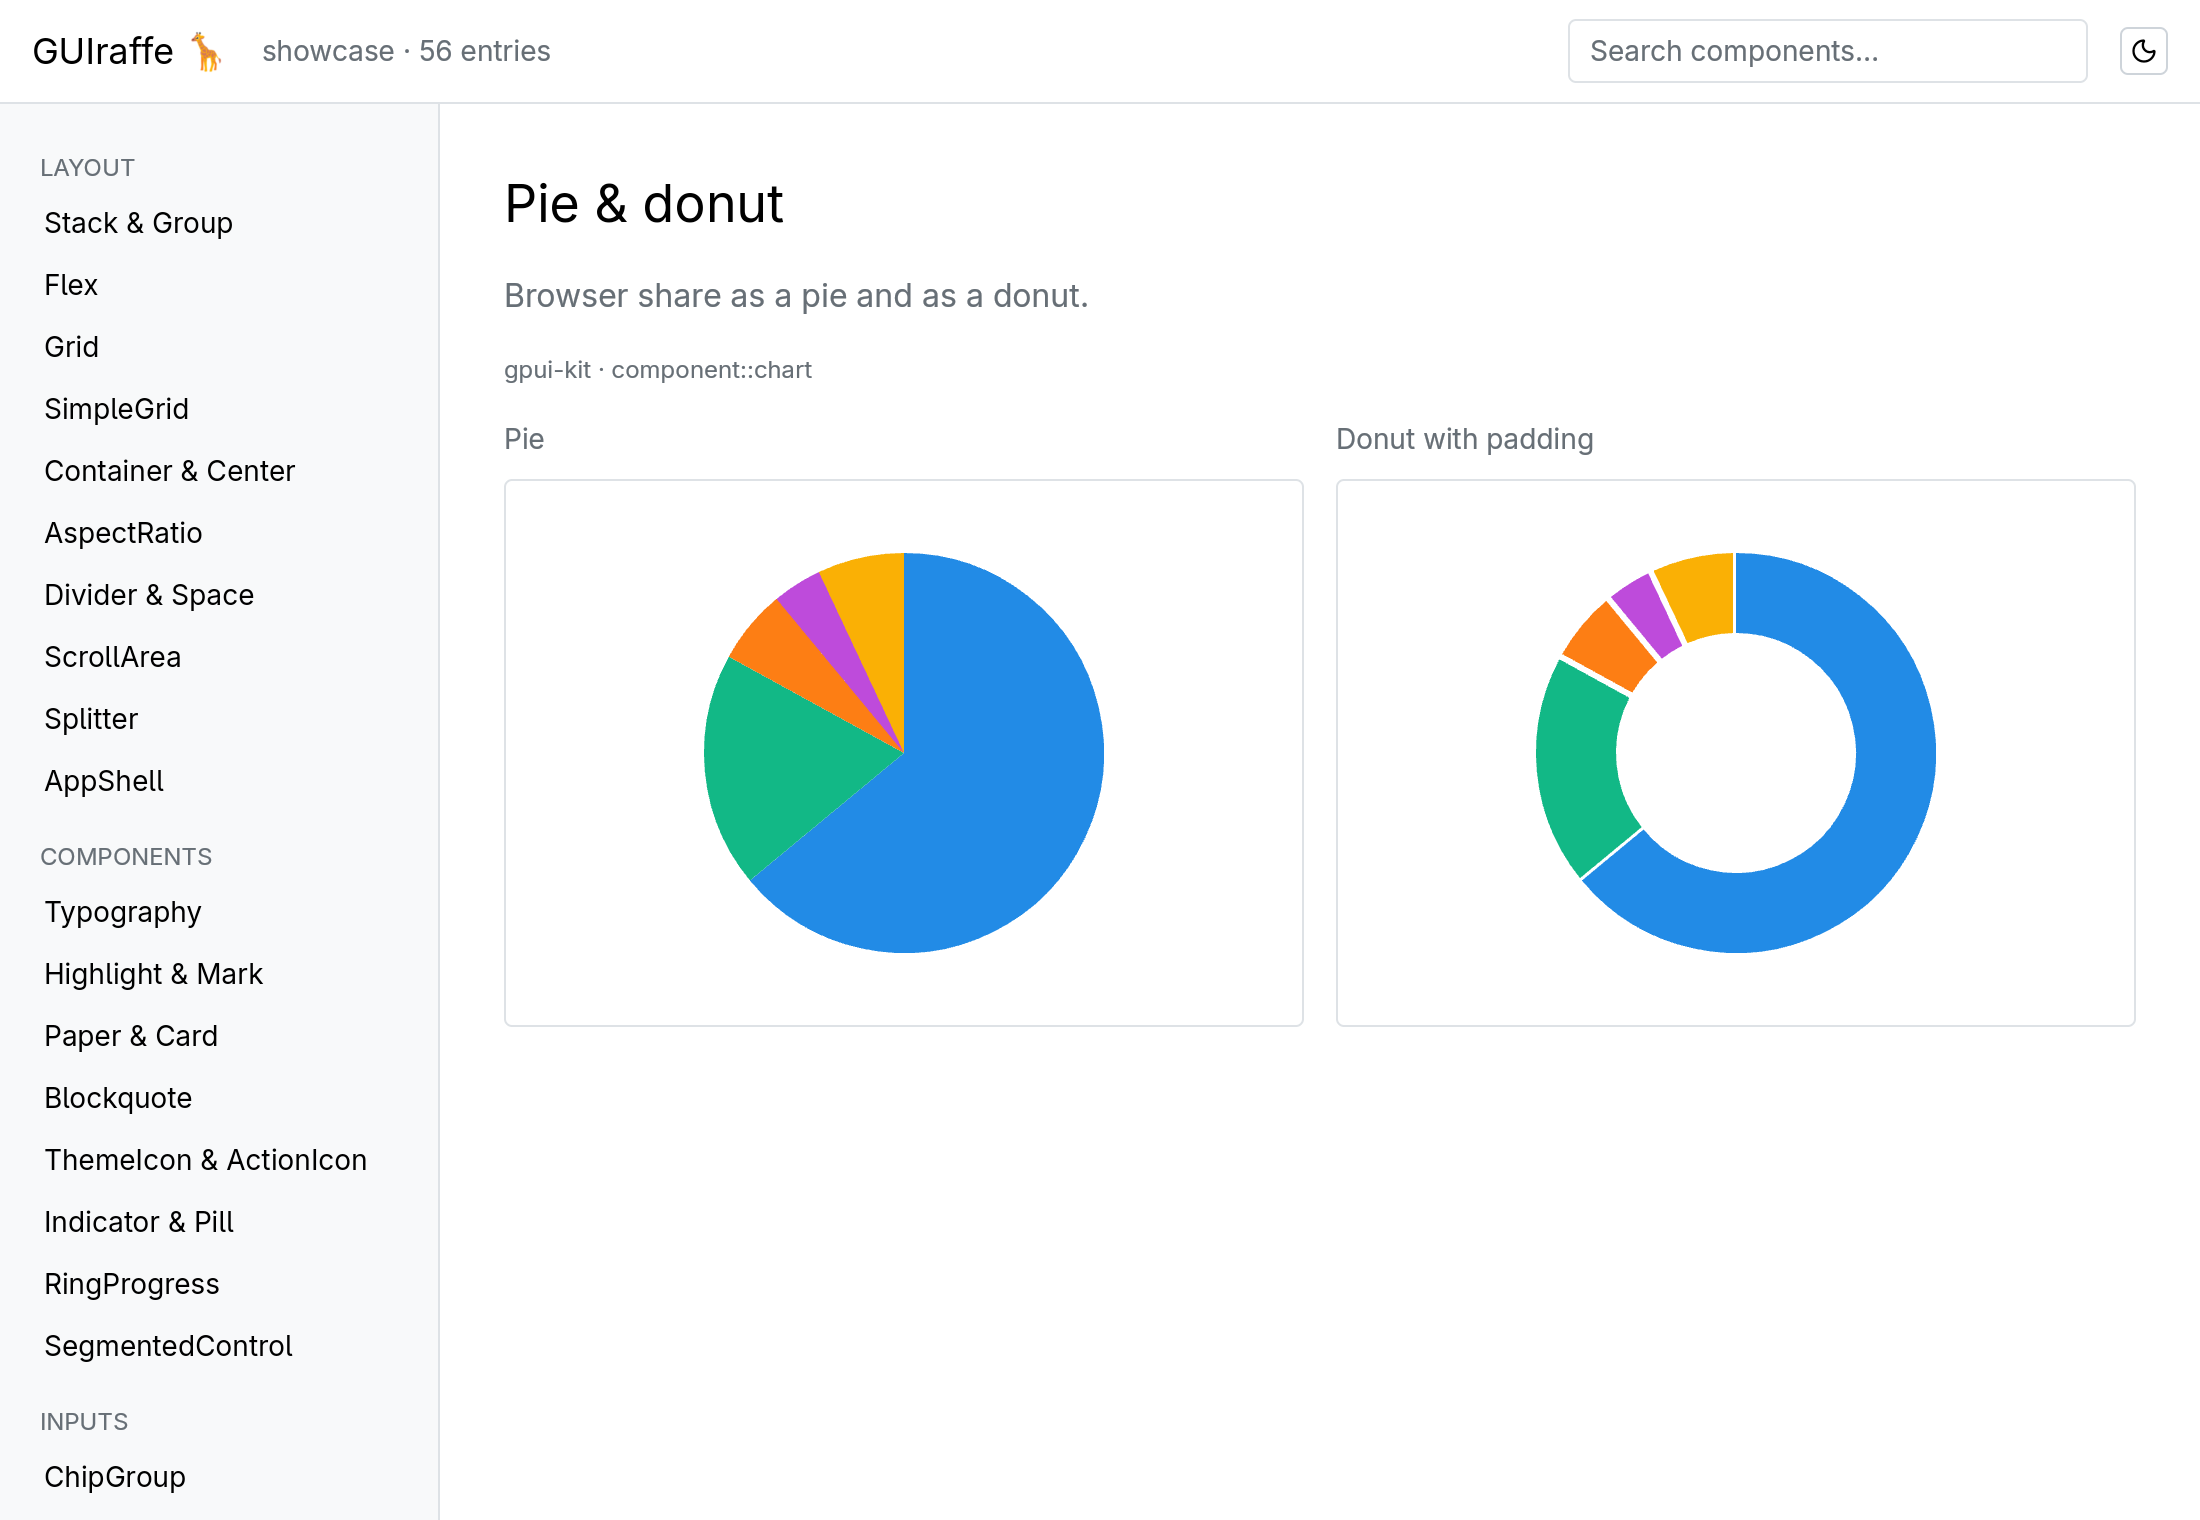 GUIraffe 🦒 showcase · 56 entries Search components...
LAYOUT
Stack & Group
Flex
Grid
SimpleGrid
Container & Center
AspectRatio
Divider & Space
ScrollArea
Splitter
AppShell
COMPONENTS
Typography
Highlight & Mark
Paper & Card
Blockquote
ThemeIcon & ActionIcon
Indicator & Pill
RingProgress
SegmentedControl
INPUTS
ChipGroup
Pie & donut
Browser share as a pie and as a donut.
gpui-kit · component::chart
Pie
Donut with padding